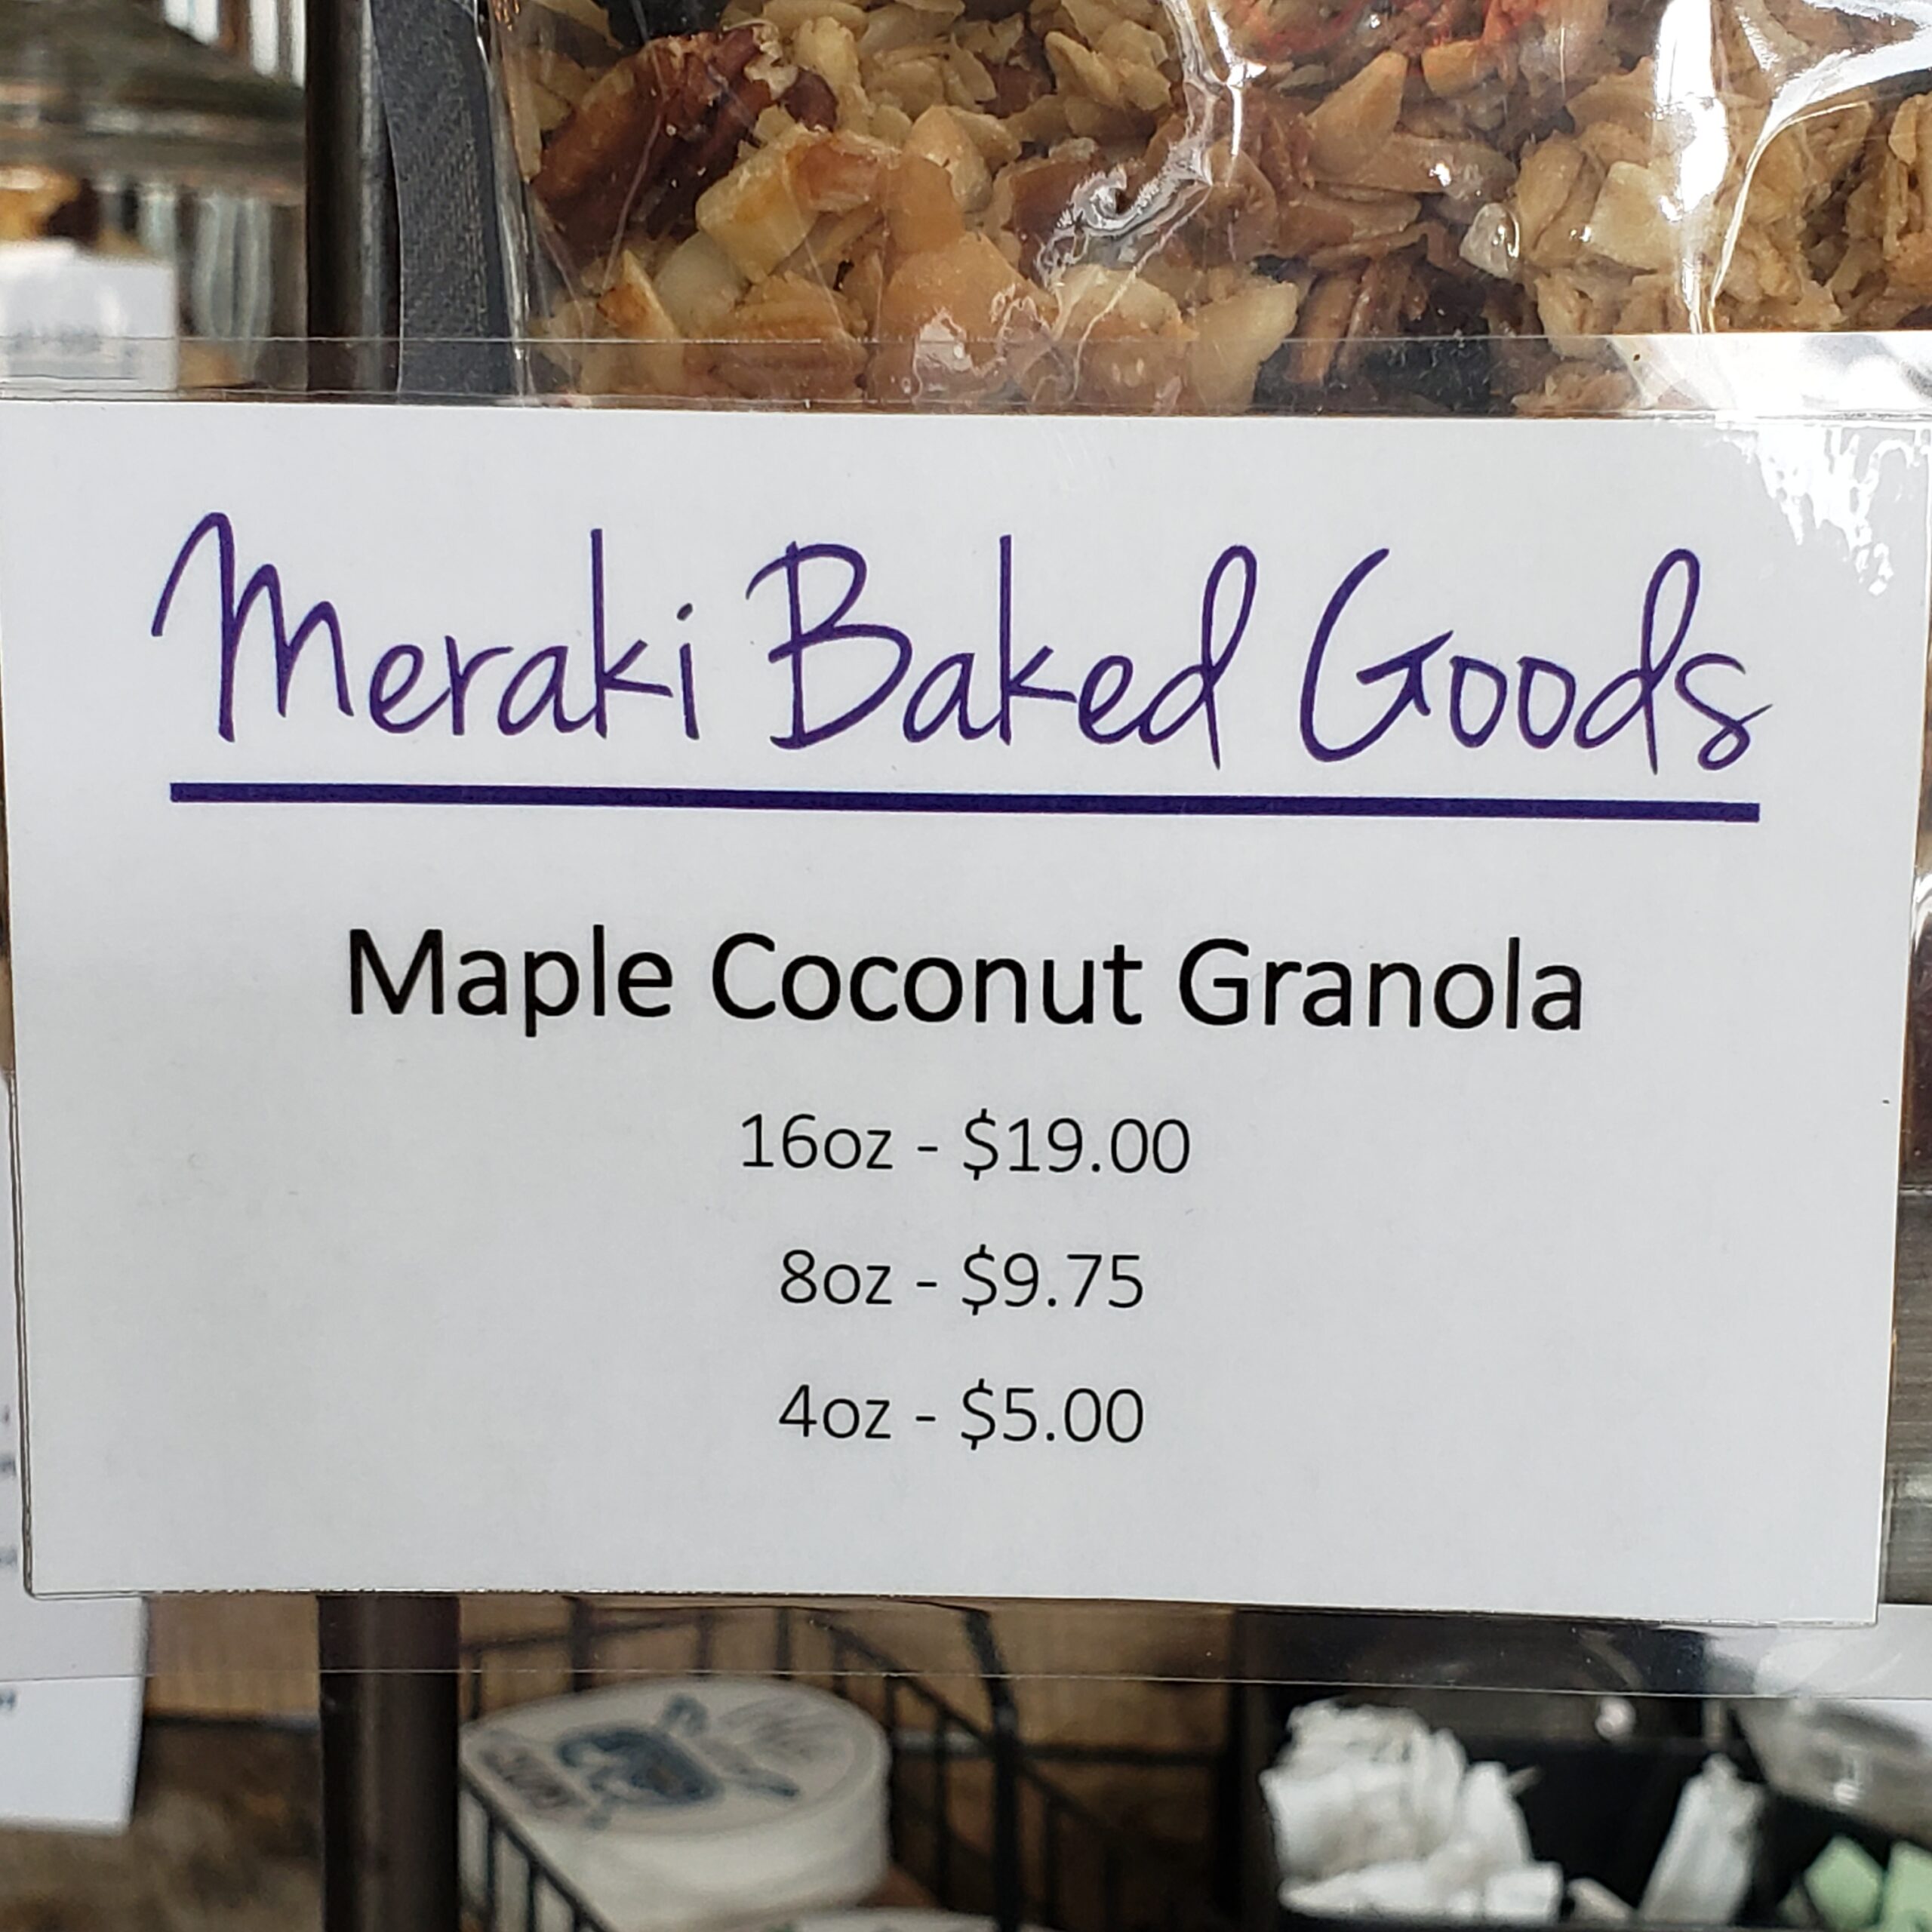 Meraki Baked Goods
Maple Coconut Granola
16oz - $19.00
8oz - $9.75
4oz - $5.00